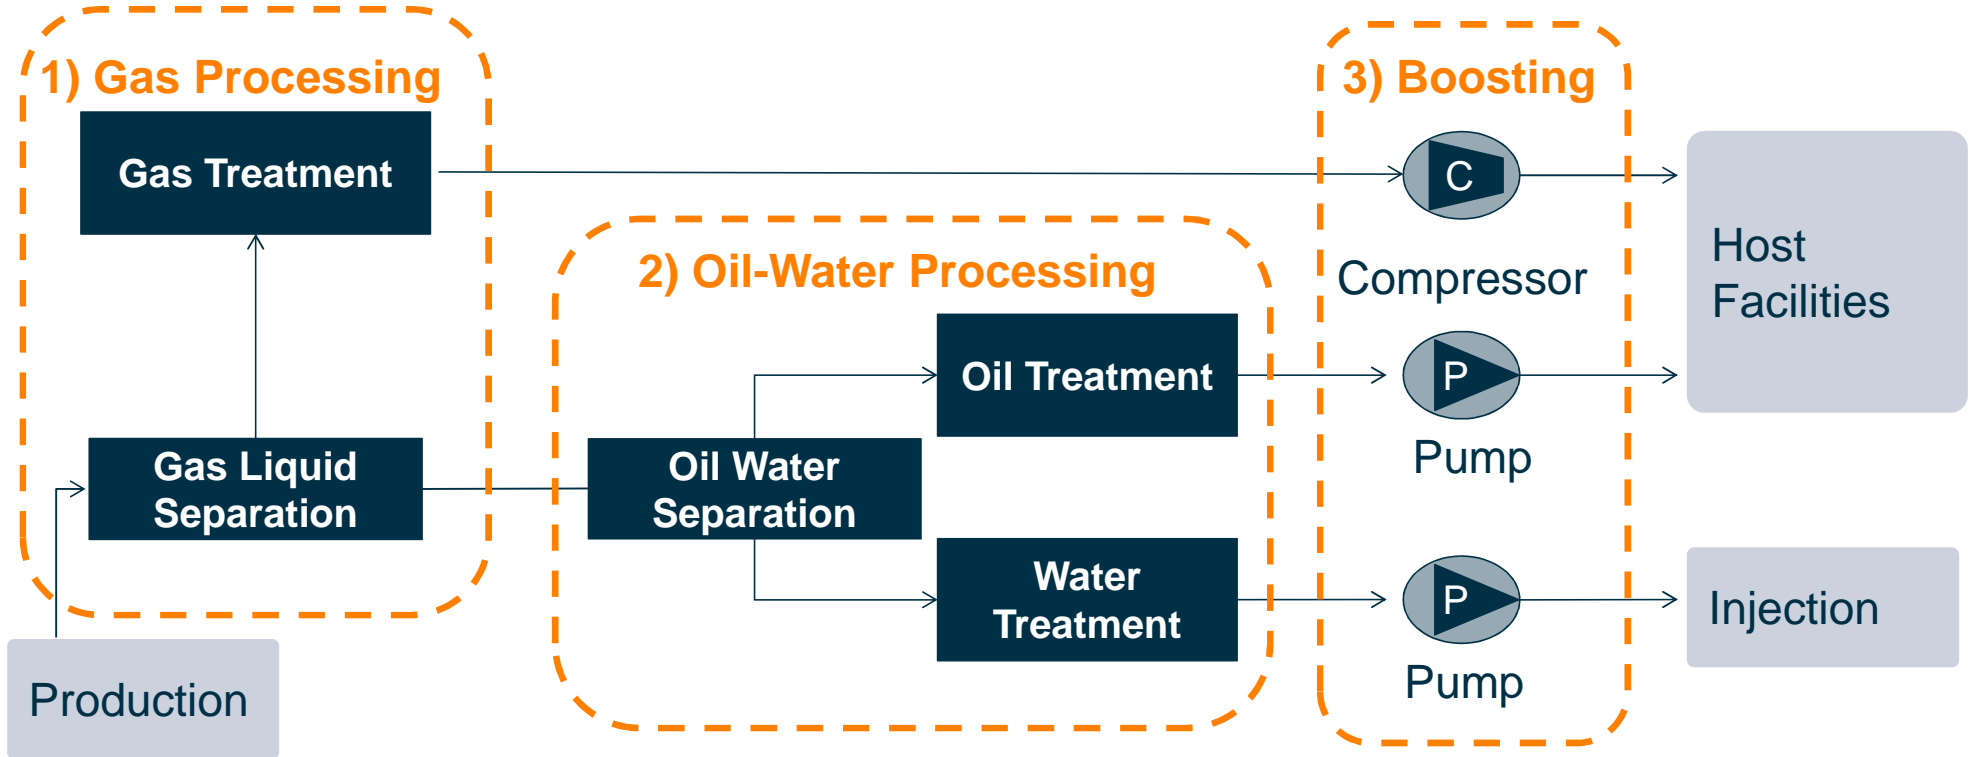 1) Gas Processing
Gas Treatment
Gas Liquid
Separation
Production
2) Oil-Water Processing
Oil Water
Separation
Oil Treatment
Water
Treatment
3) Boosting
C
Compressor
P
Pump
P
Pump
Host
Facilities
Injection